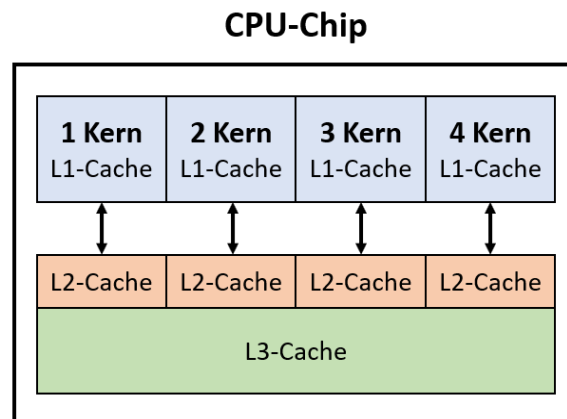 CPU-Chip
1 Kern 2 Kern 3 Kern 4 Kern
L1-Cache L1-Cache L1-Cache L1-Cache
L2-Cache L2-Cache L2-Cache L2-Cache
L3-Cache